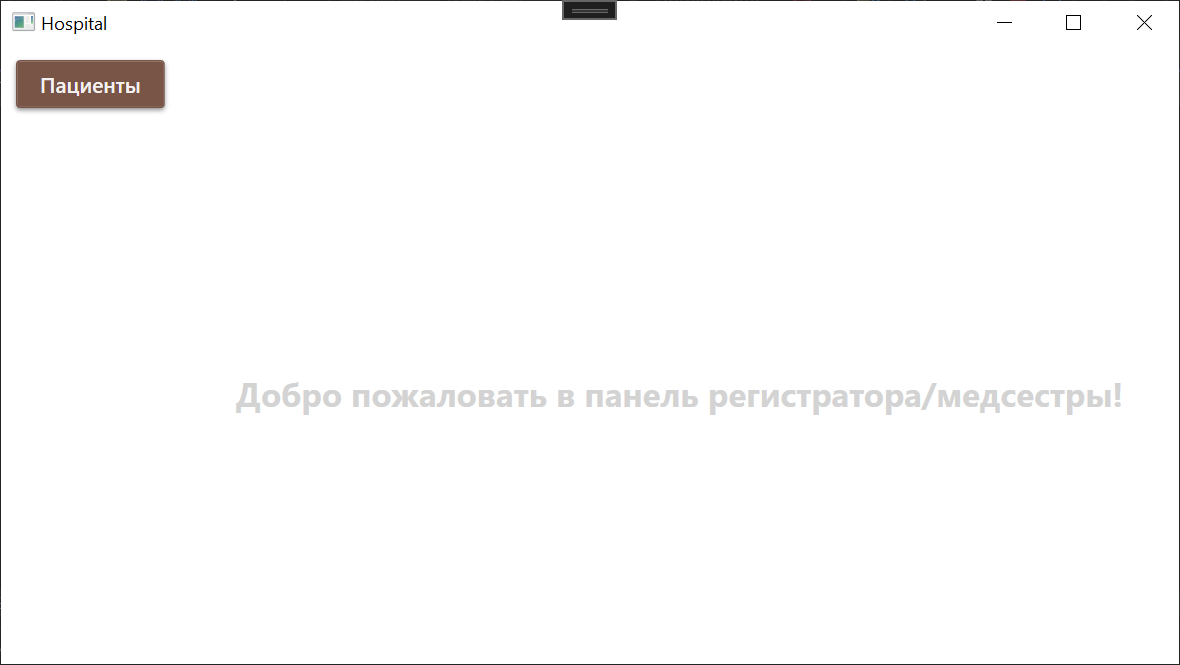 Hospital
Пациенты
Добро пожаловать в панель регистратора/медсестры!